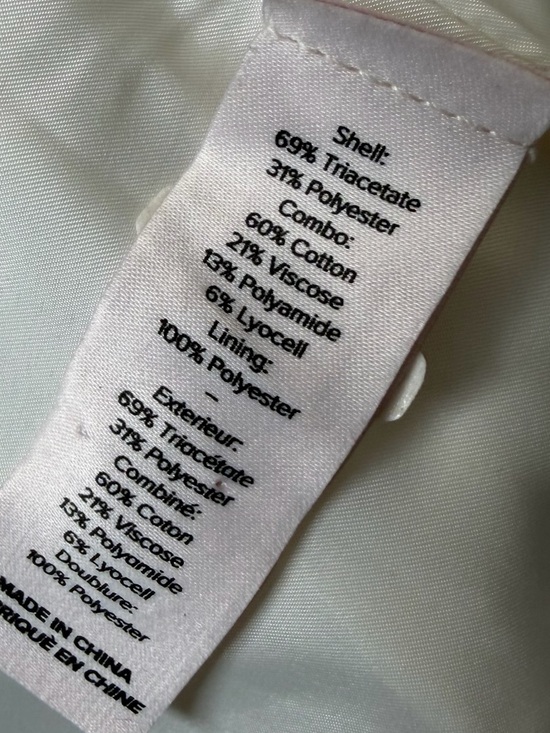 Shell:
69% Triacetate
31% Polyester
Combo:
60% Cotton
21% Viscose
13% Polyamide
6% Lyocell
Lining:
100% Polyester
–
Exterieur:
69% Triacétate
31% Polyester
Combiné:
60% Coton
21% Viscose
13% Polyamide
6% Lyocell
Doublure:
100% Polyester
MADE IN CHINA
RIQUÈ EN CHINE